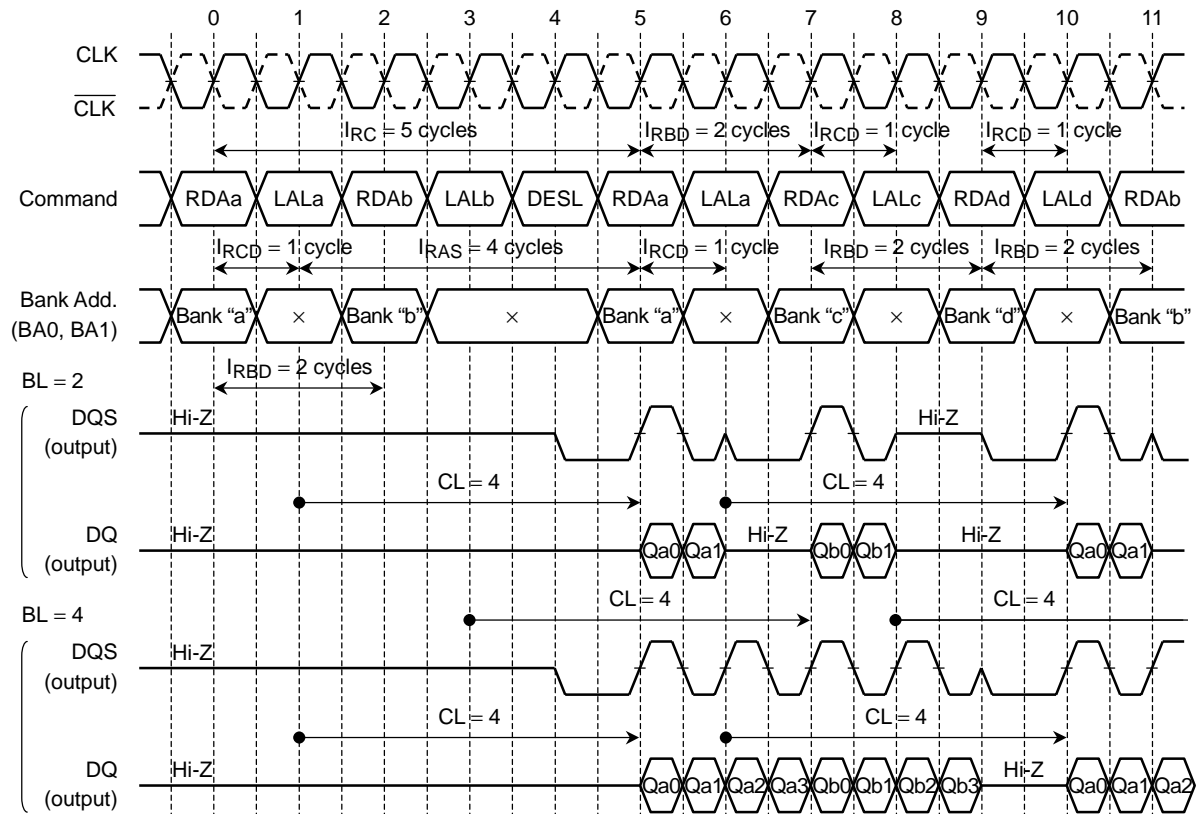 0 1 2 3 4 5 6 7 8 9 10 11
CLK
CLK
IRC = 5 cycles IRBD = 2 cycles IRCD = 1 cycle IRCD = 1 cycle
Command RDAa LALa RDAb LALb DESL RDAa LALa RDAc LALc RDAd LALd RDAb
IRCD = 1 cycle IRAS = 4 cycles IRCD = 1 cycle IRBD = 2 cycles IRBD = 2 cycles
Bank Add.
(BA0, BA1)
Bank “a” × Bank “b” × Bank “a” × Bank “c” × Bank “d” × Bank “b”
IRBD = 2 cycles
BL = 2
DQS
(output)
Hi-Z Hi-Z
CL = 4 CL = 4
DQ
(output)
Hi-Z Qa0 Qa1 Hi-Z Qb0 Qb1 Hi-Z Qa0 Qa1
CL = 4 CL = 4
BL = 4
DQS
(output)
Hi-Z
CL = 4 CL = 4
DQ
(output)
Hi-Z Qa0 Qa1 Qa2 Qa3 Qb0 Qb1 Qb2 Qb3 Hi-Z Qa0 Qa1 Qa2